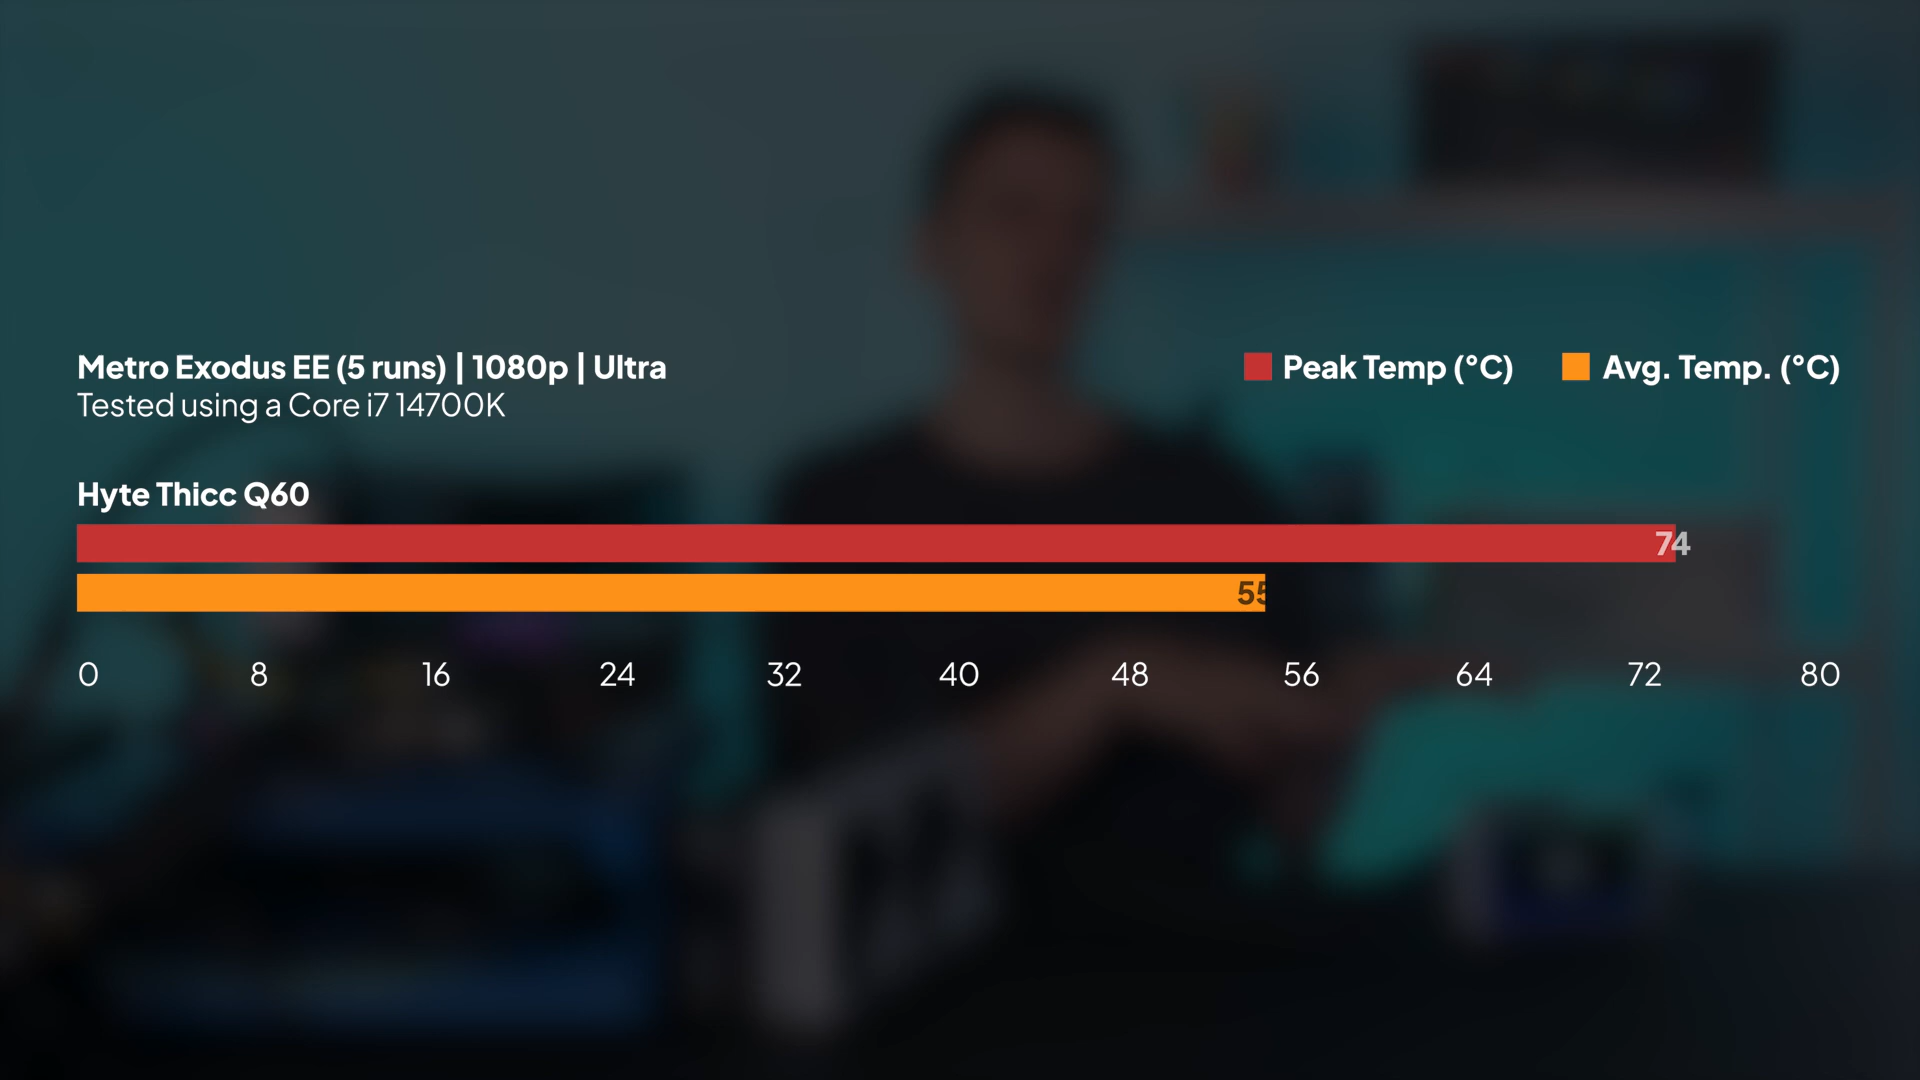 Metro Exodus EE (5 runs) | 1080p | Ultra
Tested using a Core i7 14700K
Peak Temp (°C)
Avg. Temp. (°C)
Hyte Thicc Q60
74
55
0 8 16 24 32 40 48 56 64 72 80